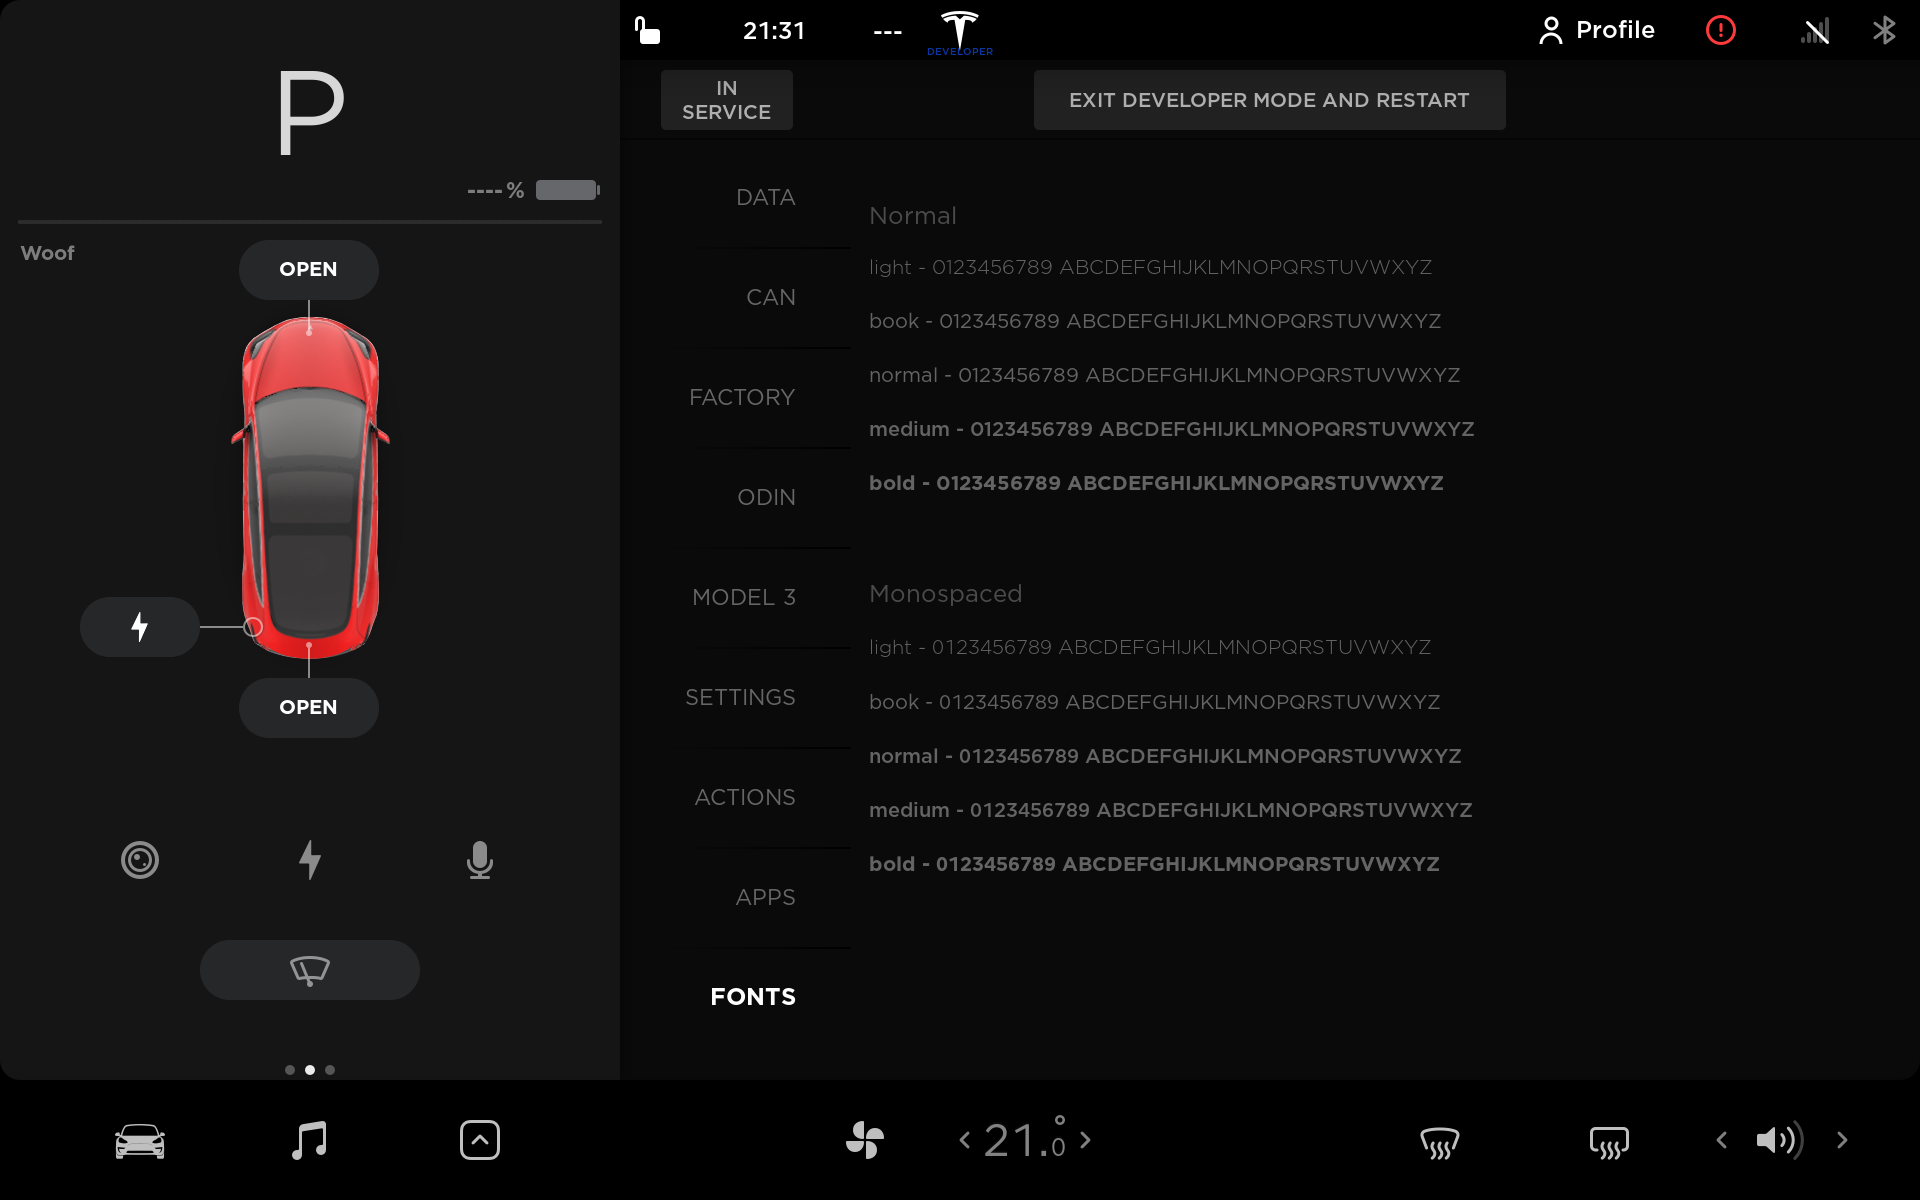 P
----%
Woof
OPEN
OPEN
21:31
---
DEVELOPER
Profile
IN
SERVICE
EXIT DEVELOPER MODE AND RESTART
DATA
CAN
FACTORY
ODIN
MODEL 3
SETTINGS
ACTIONS
APPS
FONTS
Normal
light - 0123456789 ABCDEFGHIJKLMNOPQRSTUVWXYZ
book - 0123456789 ABCDEFGHIJKLMNOPQRSTUVWXYZ
normal - 0123456789 ABCDEFGHIJKLMNOPQRSTUVWXYZ
medium - 0123456789 ABCDEFGHIJKLMNOPQRSTUVWXYZ
bold - 0123456789 ABCDEFGHIJKLMNOPQRSTUVWXYZ
Monospaced
light - 0123456789 ABCDEFGHIJKLMNOPQRSTUVWXYZ
book - 0123456789 ABCDEFGHIJKLMNOPQRSTUVWXYZ
normal - 0123456789 ABCDEFGHIJKLMNOPQRSTUVWXYZ
medium - 0123456789 ABCDEFGHIJKLMNOPQRSTUVWXYZ
bold - 0123456789 ABCDEFGHIJKLMNOPQRSTUVWXYZ
21.0°